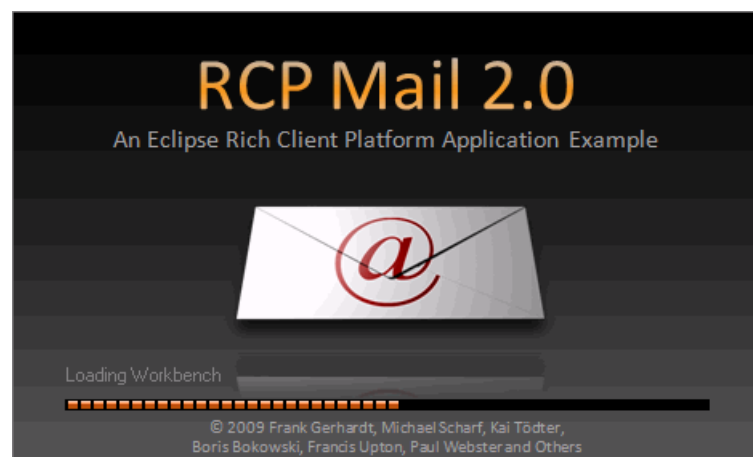 RCP Mail 2.0
An Eclipse Rich Client Platform Application Example
@
Loading Workbench
© 2009 Frank Gerhardt, Michael Scharf, Kai Tödter,
Boris Bokowski, Francis Upton, Paul Webster and Others